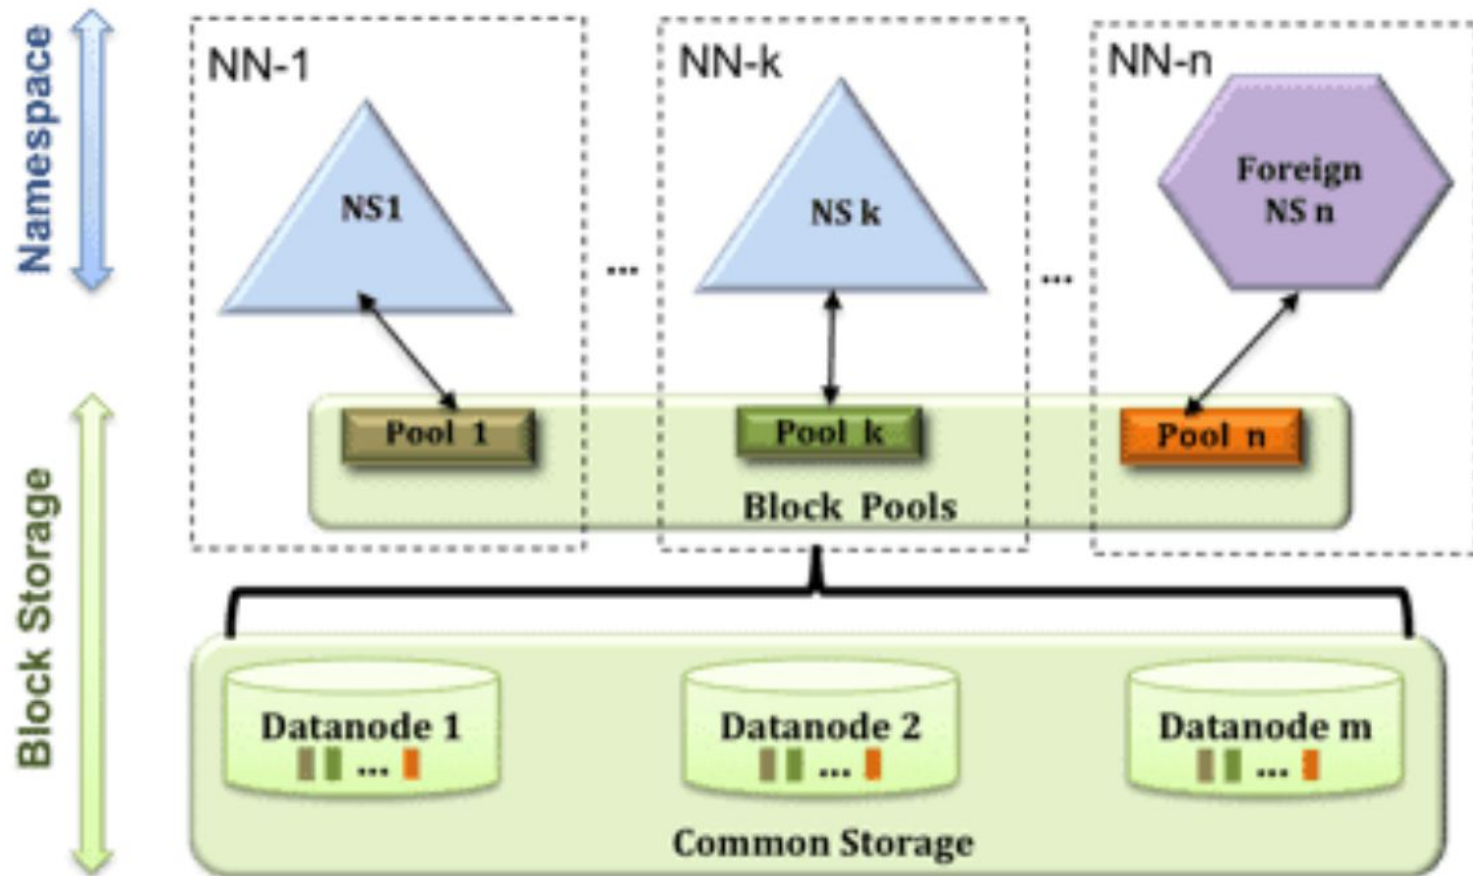 Namespace
NN-1
NN-k
NN-n
NS1
NS k
Foreign
NS n
...
...
Block Storage
Pool 1
Pool k
Pool n
Block Pools
Datanode 1
...
Datanode 2
...
Datanode m
...
Common Storage